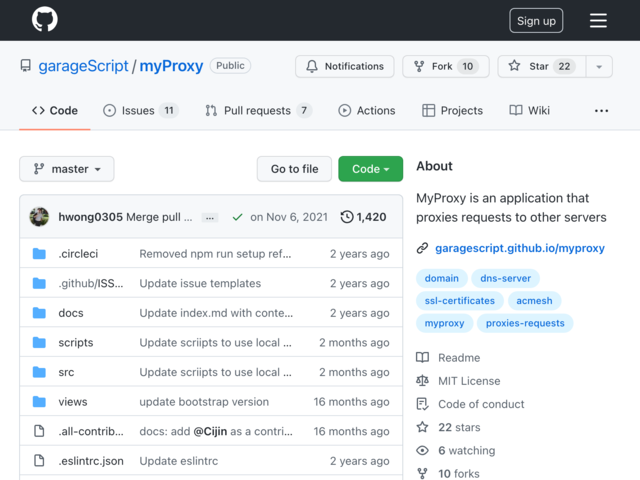 Sign up
garageScript / myProxy Public
Notifications Fork 10 Star 22
Code Issues 11 Pull requests 7 Actions Projects Wiki ...
master Go to file Code
About
MyProxy is an application that
proxies requests to other servers
garagescript.github.io/myproxy
domain dns-server
ssl-certificates acmesh
myproxy proxies-requests
Readme
MIT License
Code of conduct
22 stars
6 watching
10 forks
hwong0305 Merge pull ... ... on Nov 6, 2021 1,420
.circleci Removed npm run setup ref... 2 years ago
.github/ISS... Update issue templates 2 years ago
docs Update index.md with conte... 2 years ago
scripts Update scriipts to use local ... 2 months ago
src Update scriipts to use local ... 2 months ago
views update bootstrap version 16 months ago
.all-contrib... docs: add @Cijin as a contri... 16 months ago
.eslintrc.json Update eslintrc 2 years ago